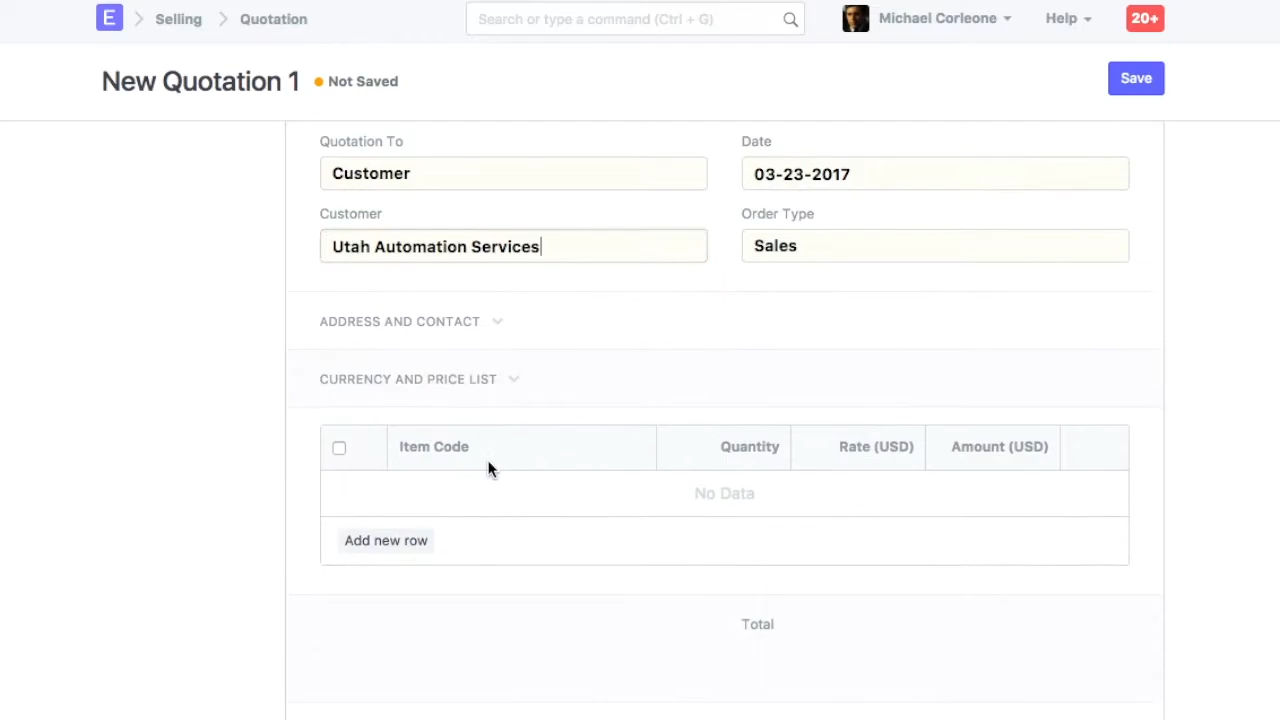 E Selling Quotation Search or type a command (Ctrl + G) Michael Corleone Help 20+
New Quotation 1 Not Saved Save
Quotation To Date
Customer 03-23-2017
Customer Order Type
Utah Automation Services Sales
ADDRESS AND CONTACT
CURRENCY AND PRICE LIST
Item Code Quantity Rate (USD) Amount (USD)
No Data
Add new row
Total